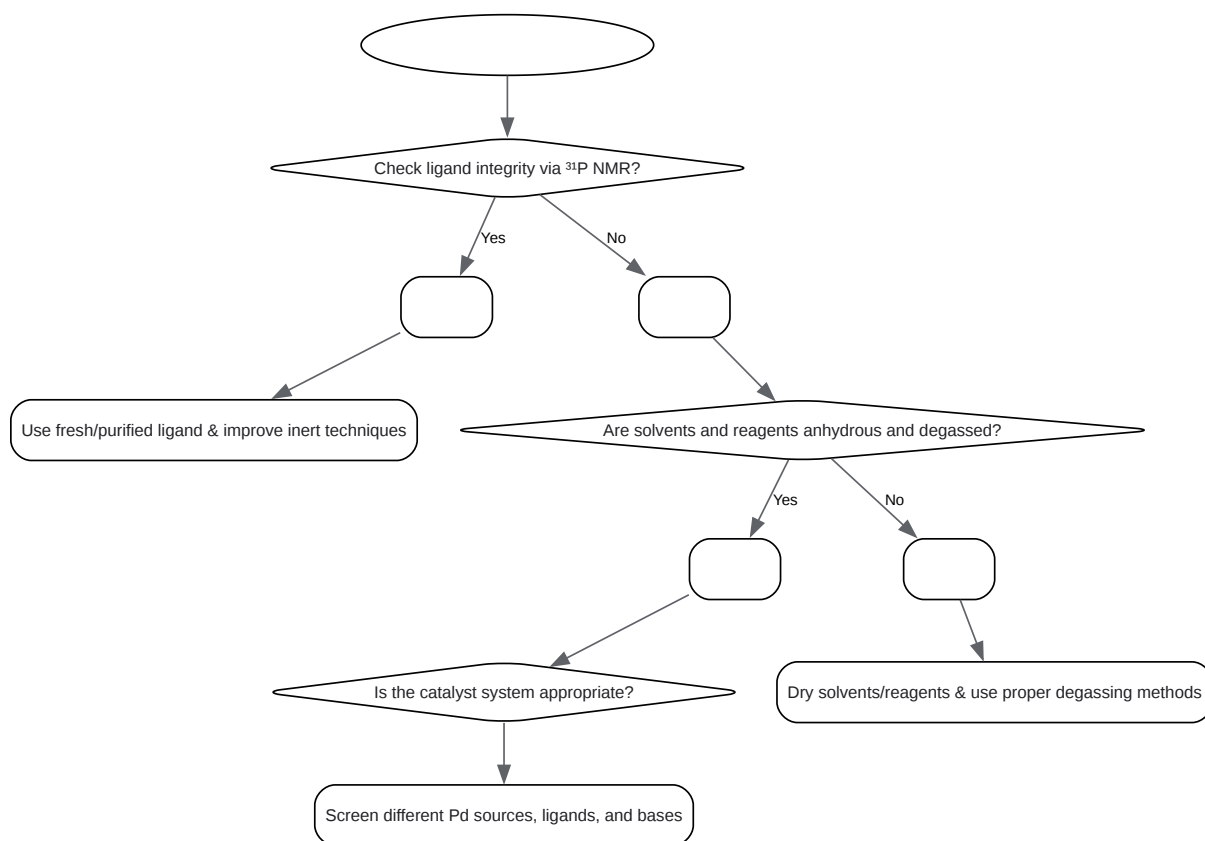 Check ligand integrity via ³¹P NMR?
Yes
No
Use fresh/purified ligand & improve inert techniques
Are solvents and reagents anhydrous and degassed?
Yes
No
Is the catalyst system appropriate?
Dry solvents/reagents & use proper degassing methods
Screen different Pd sources, ligands, and bases